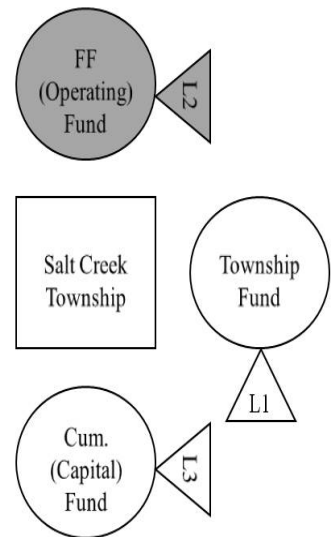 FF
(Operating)
Fund
L2
Salt Creek
Township
Township
Fund
L1
Cum.
(Capital)
Fund
L3